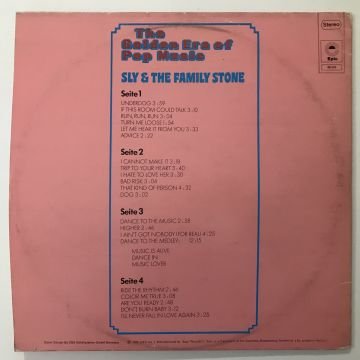 The
Golden Era of
Pop Music
Stereo
Epic
SLY & THE FAMILY STONE
Seite 1
UNDERDOG 3:59
IF THIS ROOM COULD TALK 3:10
RUN, RUN, RUN 3:04
TURN ME LOOSE 1:54
LET ME HEAR IT FROM YOU 3:33
ADVICE 2:22
Seite 2
I CANNOT MAKE IT 3:19
TRIP TO YOUR HEART 3:40
I HATE TO LOVE HER 3:30
BAD RISK 3:04
THAT KIND OF PERSON 4:32
DOG 3:02
Seite 3
DANCE TO THE MUSIC 2:58
HIGHER 2:46
I AIN'T GOT NOBODY (FOR REAL) 4:25
DANCE TO THE MEDLEY: 12:15
MUSIC IS ALIVE
DANCE IN
MUSIC LOVER
Seite 4
RIDE THE RHYTHM 2:46
COLOR ME TRUE 3:08
ARE YOU READY 2:48
DON'T BURN BABY 3:12
I'LL NEVER FALL IN LOVE AGAIN 3:25